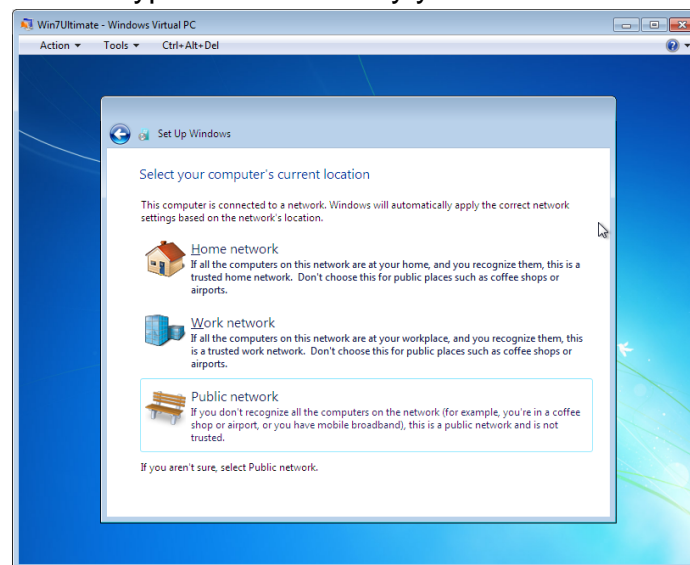 Win7Ultimate - Windows Virtual PC
Action Tools Ctrl+Alt+Del
Set Up Windows
Select your computer's current location
This computer is connected to a network. Windows will automatically apply the correct network
settings based on the network's location.
Home network
If all the computers on this network are at your home, and you recognize them, this is a
trusted home network. Don't choose this for public places such as coffee shops or
airports.
Work network
If all the computers on this network are at your workplace, and you recognize them, this
is a trusted work network. Don't choose this for public places such as coffee shops or
airports.
Public network
If you don't recognize all the computers on the network (for example, you're in a coffee
shop or airport, or you have mobile broadband), this is a public network and is not
trusted.
If you aren't sure, select Public network.